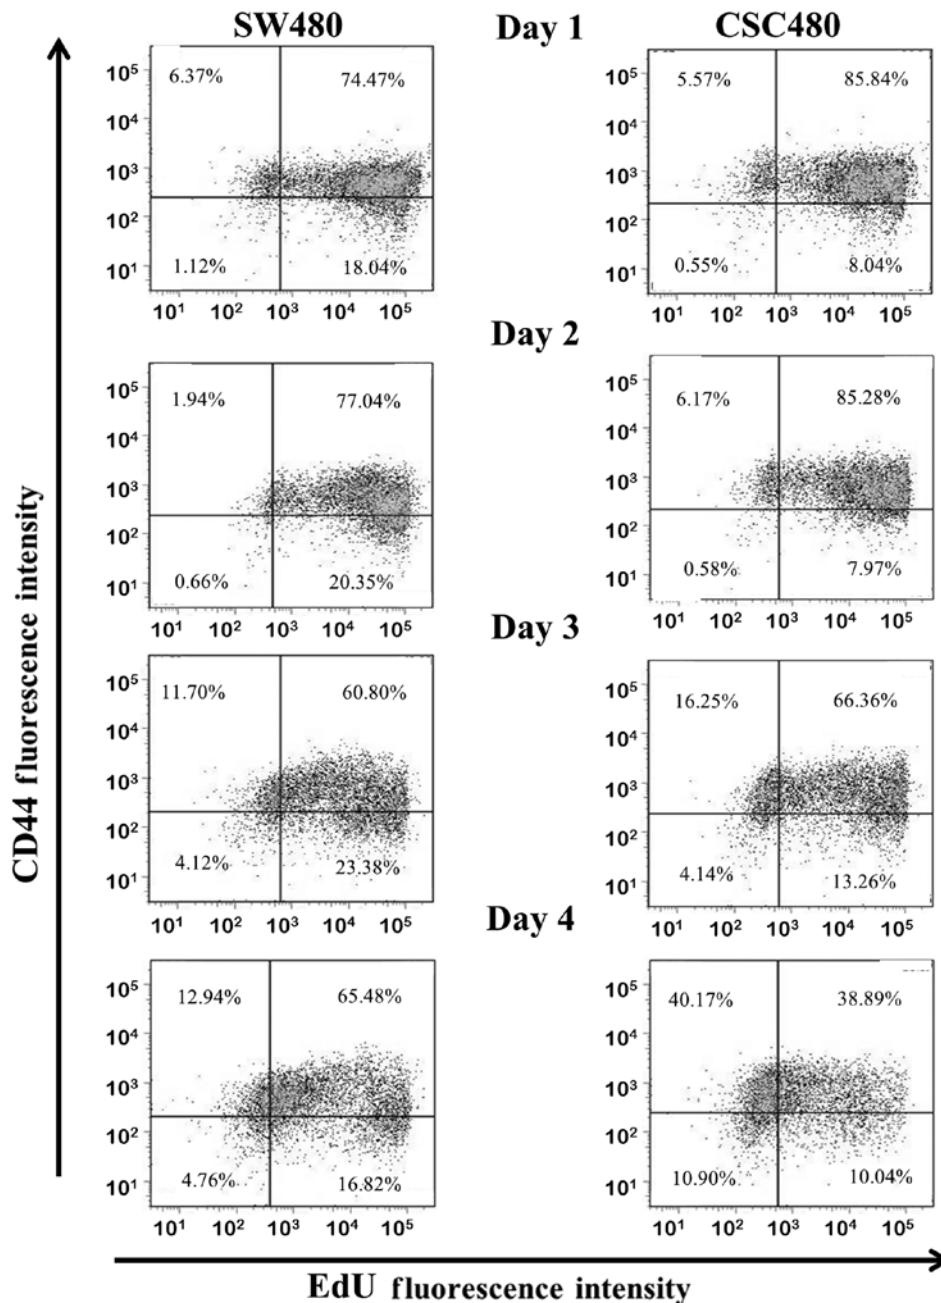 SW480 Day 1 CSC480
10⁵ 6.37% 74.47% 10⁵ 5.57% 85.84%
10⁴ 10⁴
10³ 10³
10² 10²
10¹ 1.12% 18.04% 10¹ 0.55% 8.04%
10¹ 10² 10³ 10⁴ 10⁵ 10¹ 10² 10³ 10⁴ 10⁵
Day 2
10⁵ 1.94% 77.04% 10⁵ 6.17% 85.28%
10⁴ 10⁴
10³ 10³
10² 10²
10¹ 0.66% 20.35% 10¹ 0.58% 7.97%
10¹ 10² 10³ 10⁴ 10⁵ 10¹ 10² 10³ 10⁴ 10⁵
Day 3
10⁵ 11.70% 60.80% 10⁵ 16.25% 66.36%
10⁴ 10⁴
10³ 10³
10² 10²
10¹ 4.12% 23.38% 10¹ 4.14% 13.26%
10¹ 10² 10³ 10⁴ 10⁵ 10¹ 10² 10³ 10⁴ 10⁵
Day 4
10⁵ 12.94% 65.48% 10⁵ 40.17% 38.89%
10⁴ 10⁴
10³ 10³
10² 10²
10¹ 4.76% 16.82% 10¹ 10.90% 10.04%
10¹ 10² 10³ 10⁴ 10⁵ 10¹ 10² 10³ 10⁴ 10⁵
CD44 fluorescence intensity
EdU fluorescence intensity